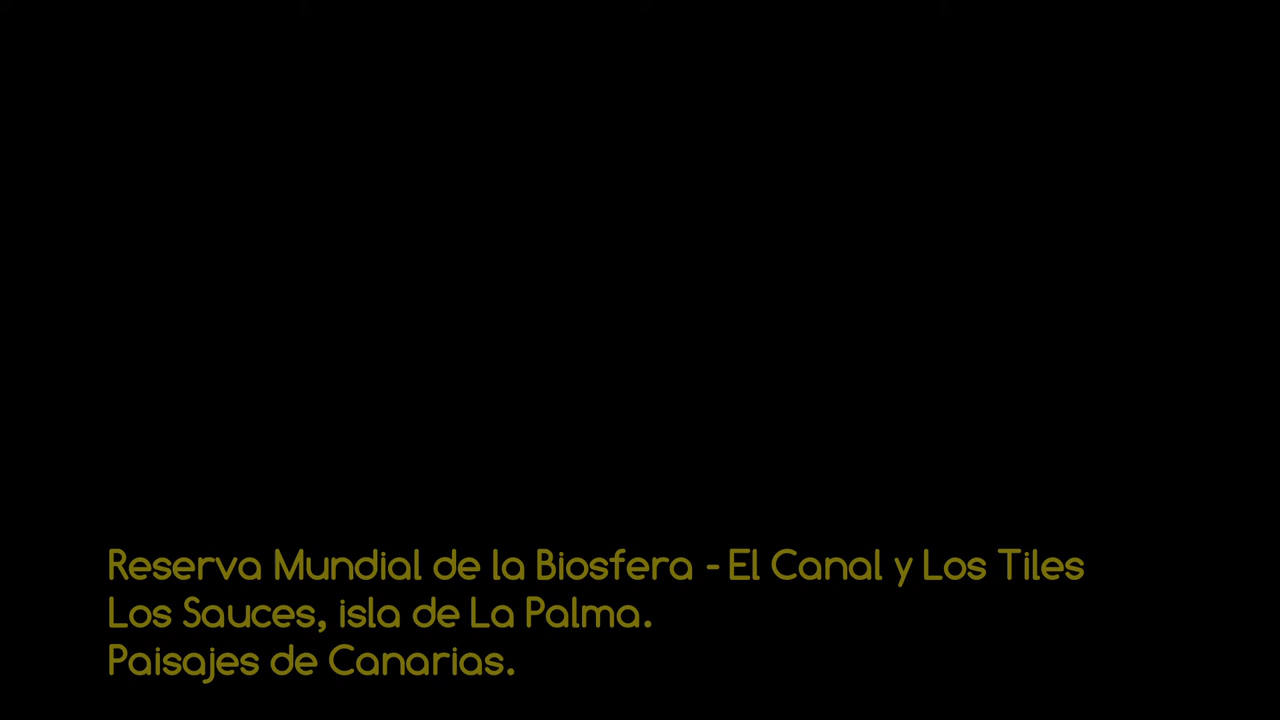 Reserva Mundial de la Biosfera - El Canal y Los Tiles
Los Sauces, isla de La Palma.
Paisajes de Canarias.